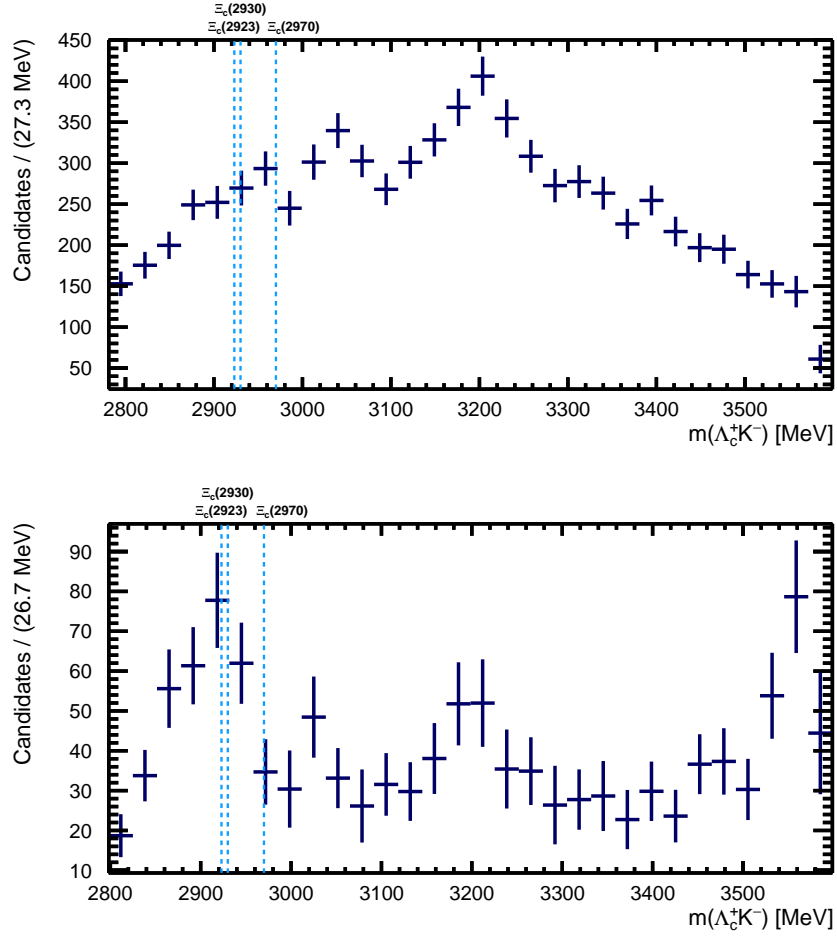 Ξc(2930)
Ξc(2923) Ξc(2970)
Candidates / (27.3 MeV)
450
400
350
300
250
200
150
100
50
2800 2900 3000 3100 3200 3300 3400 3500
m(Λc+K−) [MeV]
Ξc(2930)
Ξc(2923) Ξc(2970)
Candidates / (26.7 MeV)
90
80
70
60
50
40
30
20
10
2800 2900 3000 3100 3200 3300 3400 3500
m(Λc+K−) [MeV]